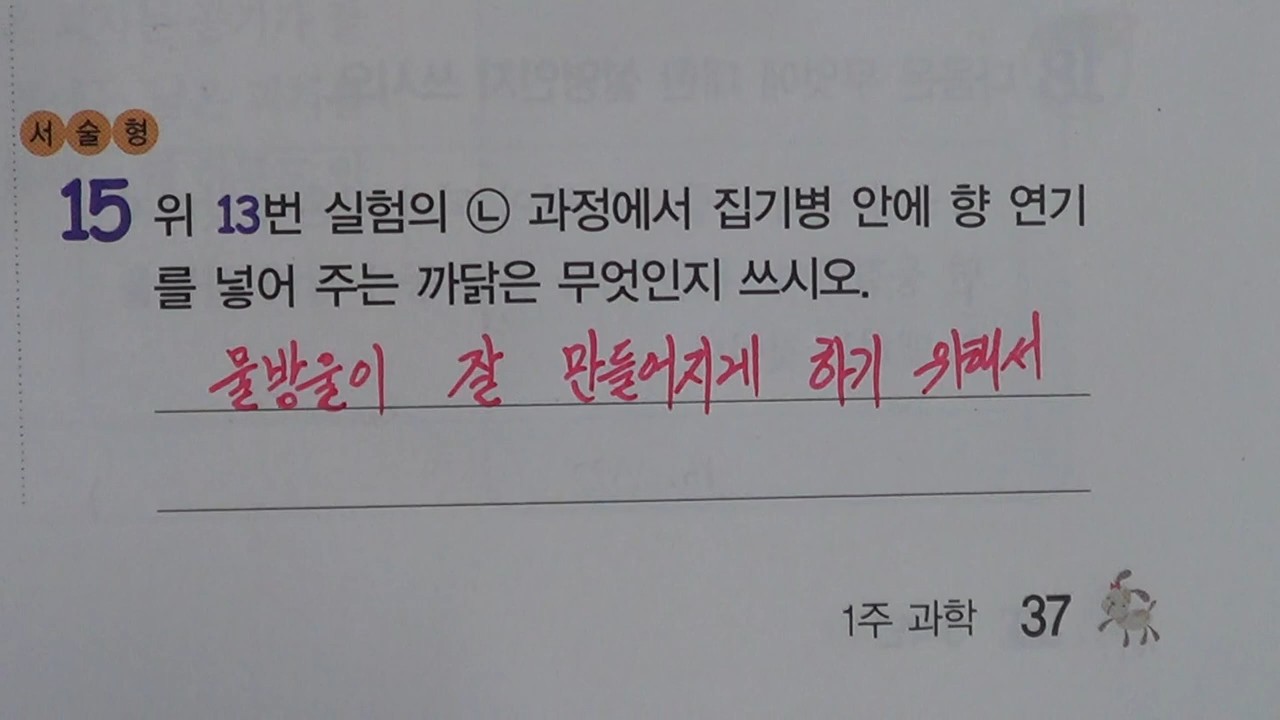 서술형
15 위 13번 실험의 ㉡ 과정에서 집기병 안에 향 연기
를 넣어 주는 까닭은 무엇인지 쓰시오.
물방울이 잘 만들어지게 하기 위해서
1주 과학 37